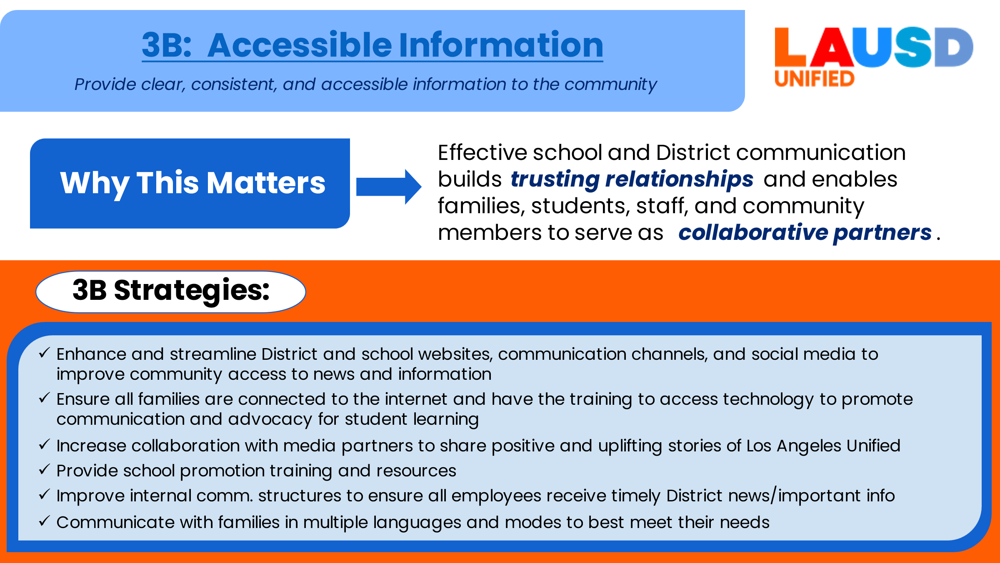 3B: Accessible Information
Provide clear, consistent, and accessible information to the community
LAUSD
UNIFIED
Why This Matters
Effective school and District communication
builds trusting relationships and enables
families, students, staff, and community
members to serve as collaborative partners .
3B Strategies:
✓ Enhance and streamline District and school websites, communication channels, and social media to
improve community access to news and information
✓ Ensure all families are connected to the internet and have the training to access technology to promote
communication and advocacy for student learning
✓ Increase collaboration with media partners to share positive and uplifting stories of Los Angeles Unified
✓ Provide school promotion training and resources
✓ Improve internal comm. structures to ensure all employees receive timely District news/important info
✓ Communicate with families in multiple languages and modes to best meet their needs